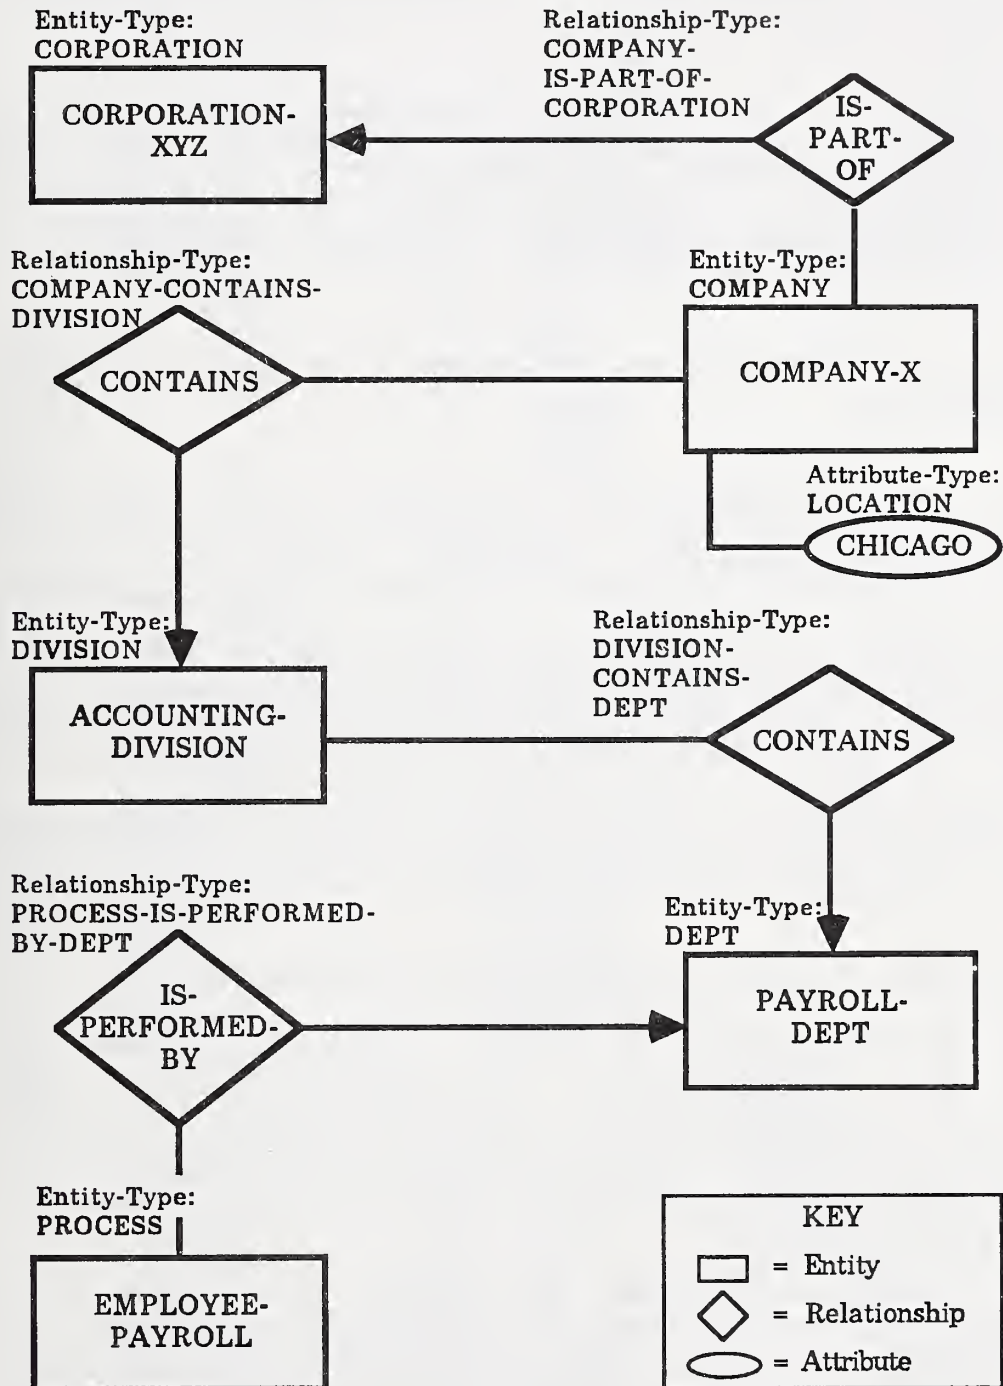 Entity-Type:
CORPORATION
CORPORATION-
XYZ
Relationship-Type:
COMPANY-
IS-PART-OF-
CORPORATION
IS-
PART-
OF
Relationship-Type:
COMPANY-CONTAINS-
DIVISION
CONTAINS
Entity-Type:
COMPANY
COMPANY-X
Attribute-Type:
LOCATION
CHICAGO
Entity-Type:
DIVISION
ACCOUNTING-
DIVISION
Relationship-Type:
DIVISION-
CONTAINS-
DEPT
CONTAINS
Relationship-Type:
PROCESS-IS-PERFORMED-
BY-DEPT
IS-
PERFORMED-
BY
Entity-Type:
DEPT
PAYROLL-
DEPT
Entity-Type:
PROCESS
EMPLOYEE-
PAYROLL
KEY
= Entity
= Relationship
= Attribute